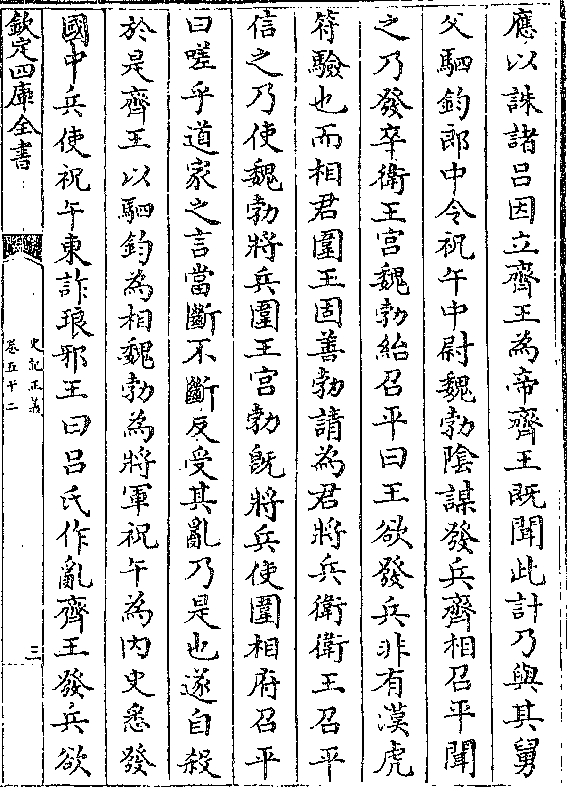 應以誅諸呂因立齊王為帝齊王既聞此計乃與其舅
父駟鈞郎中令祝午中尉魏勃陰謀發兵齊相召平聞
之乃發卒衛王宮魏勃紿召平曰王欲發兵非有漢虎
符驗也而相君圍王固善勃請為君將兵衛衛王召平
信之乃使魏勃將兵圍王宮勃既將兵使圍相府召平
曰嗟乎道家之言當斷不斷反受其亂乃是也遂自殺
於是齊王以駟鈞為相魏勃為將軍祝午為內史悉發
國中兵使祝午東詐琅邪王曰呂氏作亂齊王發兵欲
欽定四庫全書
史記正義
卷五十二
三